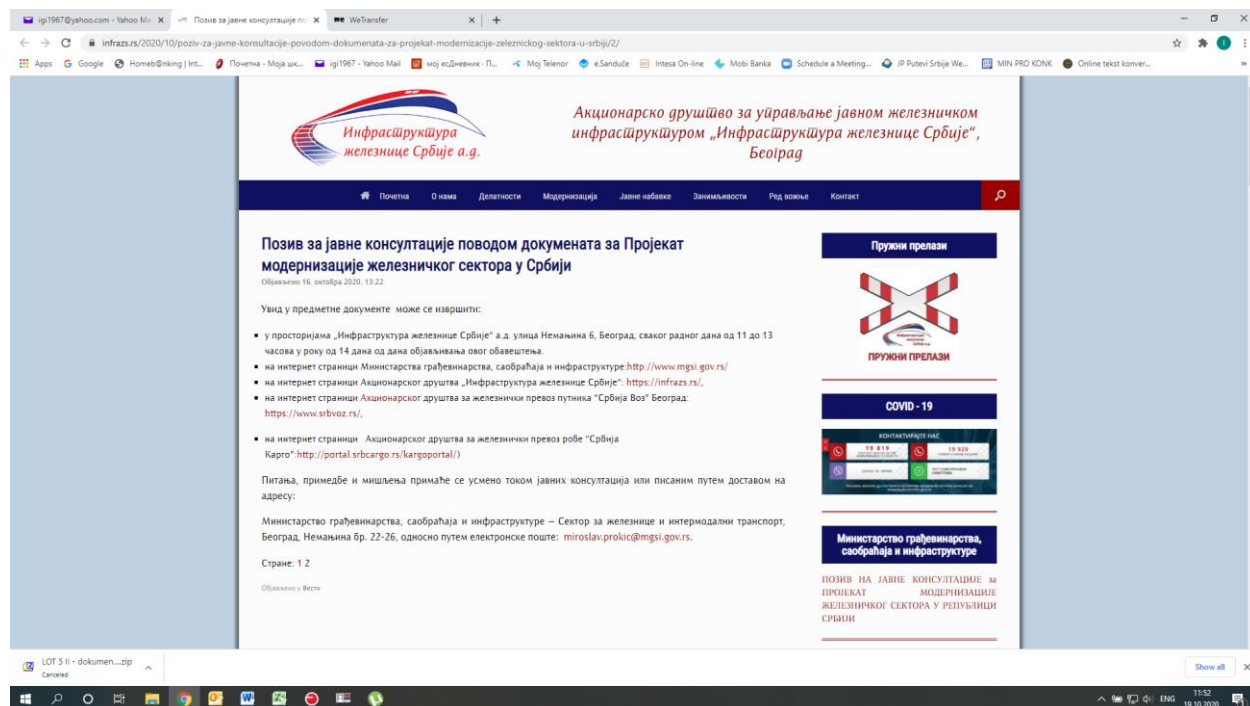 igi1967@yahoo.com - Yahoo Ma
Позив за јавне консултације по
WeTransfer
infrazs.rs/2020/10/poziv-za-javne-konsultacije-povodom-dokumenata-za-projekat-modernizacije-zeleznickog-sektora-u-srbiji/2/
Apps
Google
Homeb@nking | Int...
Почетна - Моја шк...
igi1967 - Yahoo Mail
мој есДневник - П...
Moj Telenor
e.Sanduče
Intesa On-line
Mobi Banka
Schedule a Meeting...
JP Putevi Srbije We...
MIN PRO KONK
Online tekst konver...
Инфраструктура
железнице Србије а.д.
Акционарско друштво за управљање јавном железничком
инфраструктуром „Инфраструктура железнице Србије“,
Београд
Почетна О нама Делатности Модернизација Јавне набавке Занимљивости Ред вожње Контакт
Позив за јавне консултације поводом докумената за Пројекат
модернизације железничког сектора у Србији
Објављено 16. октобра 2020. 13:22
Увид у предметне документе може се извршити:
у просторијама „Инфраструктура железнице Србије“ а.д. улица Немањина 6, Београд, сваког радног дана од 11 до 13
часова у року од 14 дана од дана објављивања овог обавештења.
на интернет страници Министарства грађевинарства, саобраћаја и инфраструктуре:http://www.mgsi.gov.rs/
на интернет страници Акционарског друштва „Инфраструктура железнице Србије“: https://infrazs.rs/,
на интернет страници Акционарског друштва за железнички превоз путника “Србија Воз” Београд:
https://www.srbvoz.rs/,
на интернет страници Акционарског друштва за железнички превоз робе “Србија
Карго”:http://portal.srbcargo.rs/kargoportal/)
Питања, примедбе и мишљења примаће се усмено током јавних консултација или писаним путем доставом на
адресу:
Министарство грађевинарства, саобраћаја и инфраструктуре – Сектор за железнице и интермодални транспорт,
Београд, Немањина бр. 22-26, односно путем електронске поште: miroslav.prokic@mgsi.gov.rs.
Стране: 1 2
Објављено у Вести
Пружни прелази
ПРУЖНИ ПРЕЛАЗИ
COVID - 19
КОНТАКТИРАЈТЕ НАС
19 819
19 920
Министарство грађевинарства,
саобраћаја и инфраструктуре
ПОЗИВ НА ЈАВНЕ КОНСУЛТАЦИЈЕ за
ПРОЈЕКАТ МОДЕРНИЗАЦИЈЕ
ЖЕЛЕЗНИЧКОГ СЕКТОРА У РЕПУБЛИЦИ
СРБИЈИ
LOT 5 II - dokumen....zip
Canceled
Show all
ENG
11:52
19.10.2020